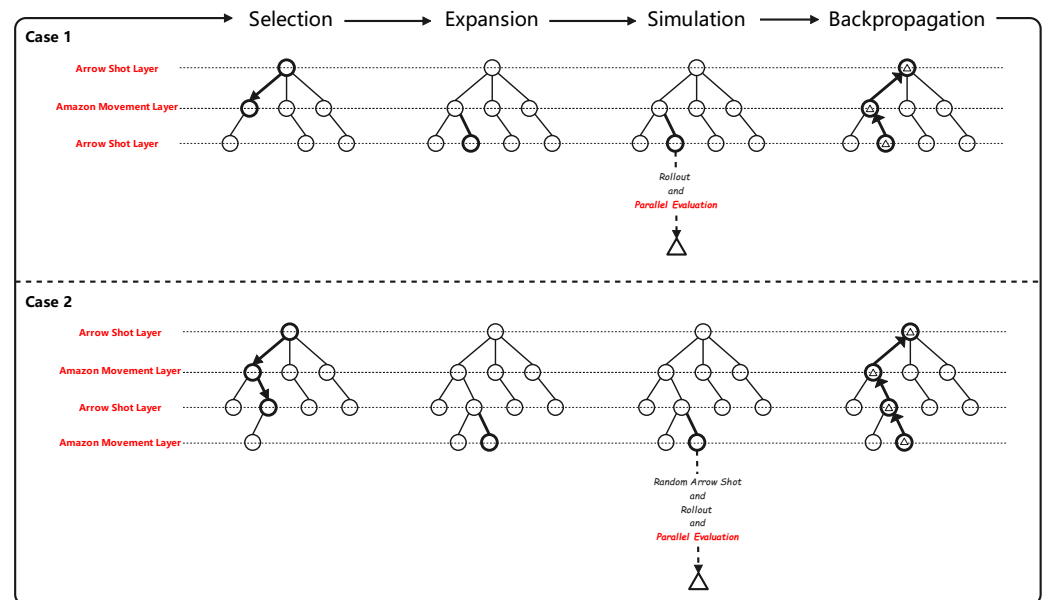 Selection
Expansion
Simulation
Backpropagation
Case 1
Arrow Shot Layer
Amazon Movement Layer
Arrow Shot Layer
Rollout
and
Parallel Evaluation
Case 2
Arrow Shot Layer
Amazon Movement Layer
Arrow Shot Layer
Amazon Movement Layer
Random Arrow Shot
and
Rollout
and
Parallel Evaluation